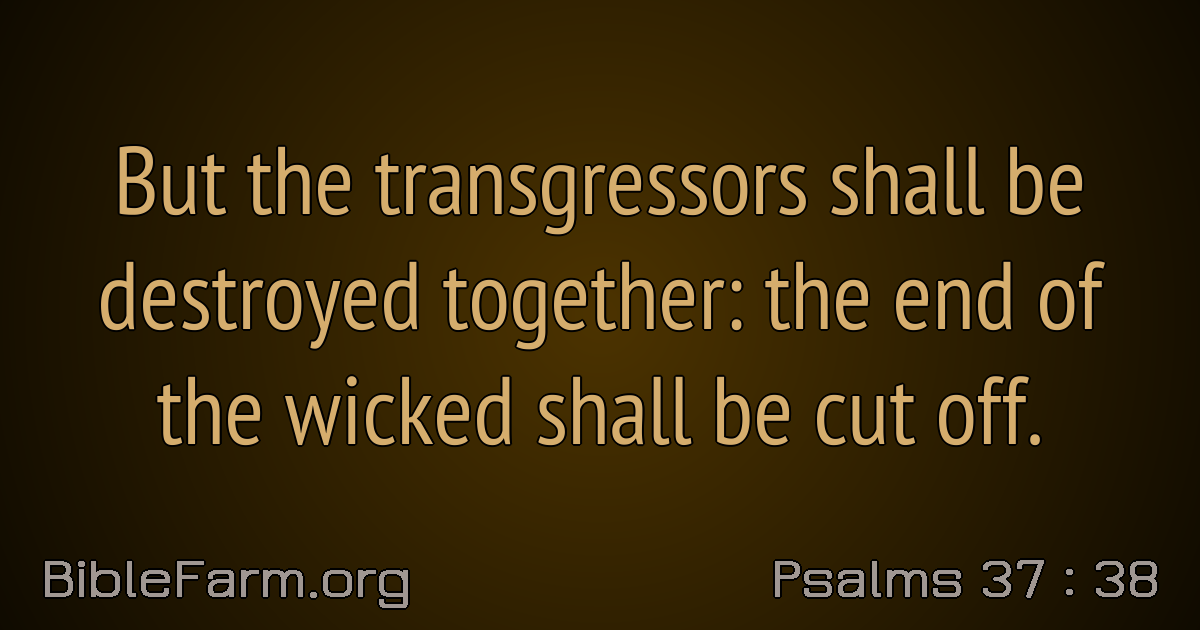 But the transgressors shall be
destroyed together: the end of
the wicked shall be cut off.
BibleFarm.org
Psalms 37 : 38